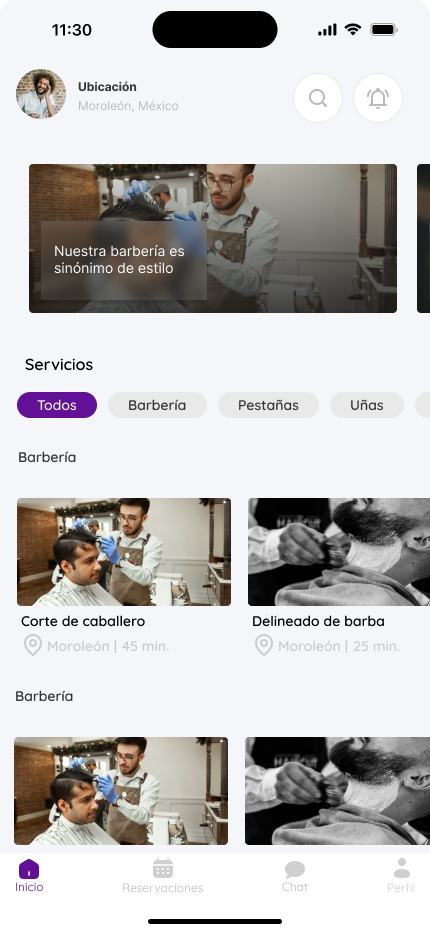 11:30
Ubicación
Moroleón, México
Nuestra barbería es
sinónimo de estilo
Servicios
Todos
Barbería
Pestañas
Uñas
Barbería
Corte de caballero
Delineado de barba
Moroleón | 45 min.
Moroleón | 25 min.
Barbería
Inicio
Reservaciones
Chat
Perfil